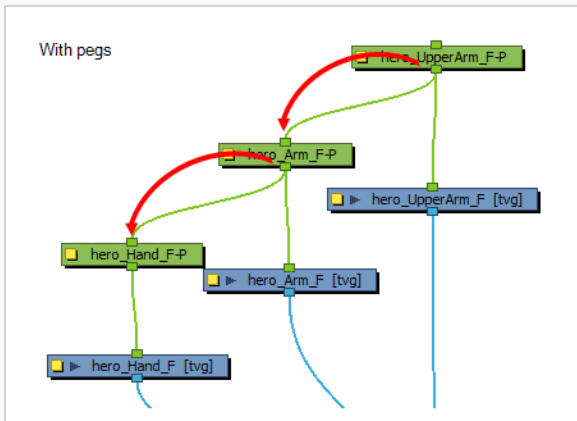 With pegs
hero_UpperArm_F-P
hero_Arm_F-P
hero_UpperArm_F [tvg]
hero_Hand_F-P
hero_Arm_F [tvg]
hero_Hand_F [tvg]